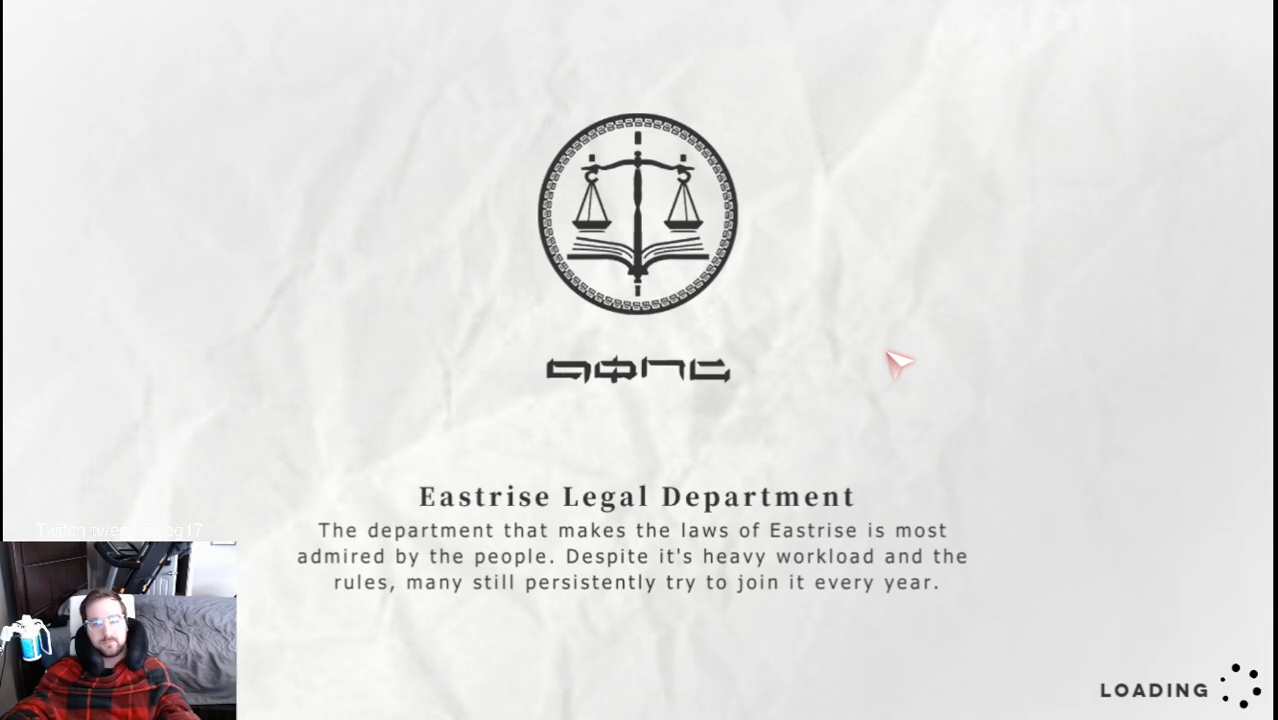 Eastrise Legal Department
The department that makes the laws of Eastrise is most
admired by the people. Despite it's heavy workload and the
rules, many still persistently try to join it every year.
LOADING